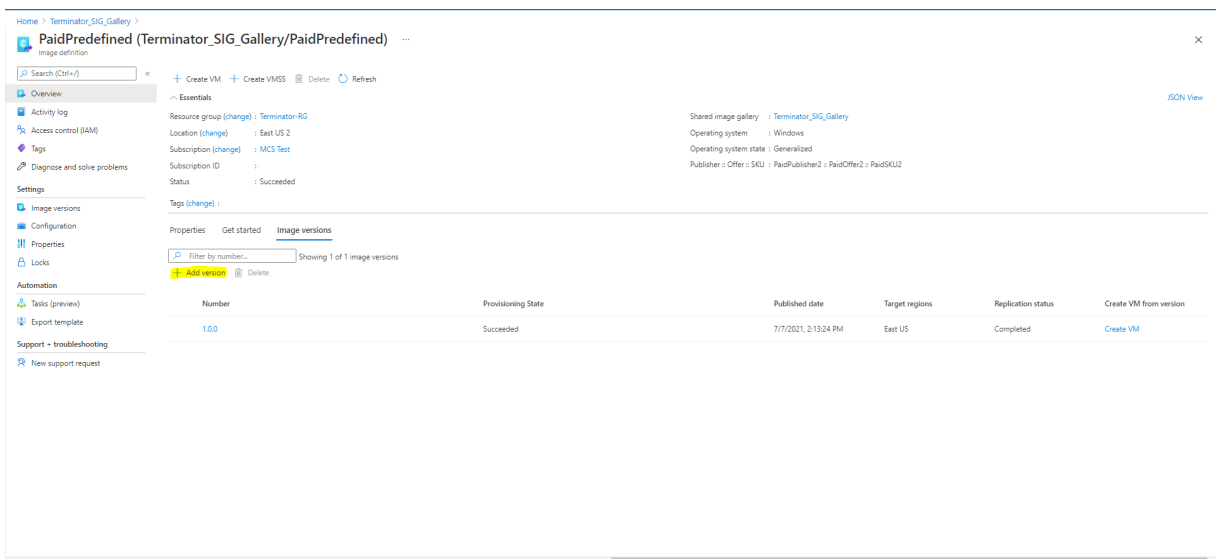 Home > Terminator_SIG_Gallery >
PaidPredefined (Terminator_SIG_Gallery/PaidPredefined) ...
Image definition
Search (Ctrl+/) «
Overview
Activity log
Access control (IAM)
Tags
Diagnose and solve problems
Settings
Image versions
Configuration
Properties
Locks
Automation
Tasks (preview)
Export template
Support + troubleshooting
New support request
Create VM Create VMSS Delete Refresh
Essentials JSON View
Resource group (change) : Terminator-RG
Location (change) : East US 2
Subscription (change) : MCS Test
Subscription ID :
Status : Succeeded
Shared image gallery : Terminator_SIG_Gallery
Operating system : Windows
Operating system state : Generalized
Publisher :: Offer :: SKU : PaidPublisher2 :: PaidOffer2 :: PaidSKU2
Tags (change) :
Properties Get started Image versions
Filter by number... Showing 1 of 1 image versions
+ Add version Delete
Number Provisioning State Published date Target regions Replication status Create VM from version
1.0.0 Succeeded 7/7/2021, 2:13:24 PM East US Completed Create VM